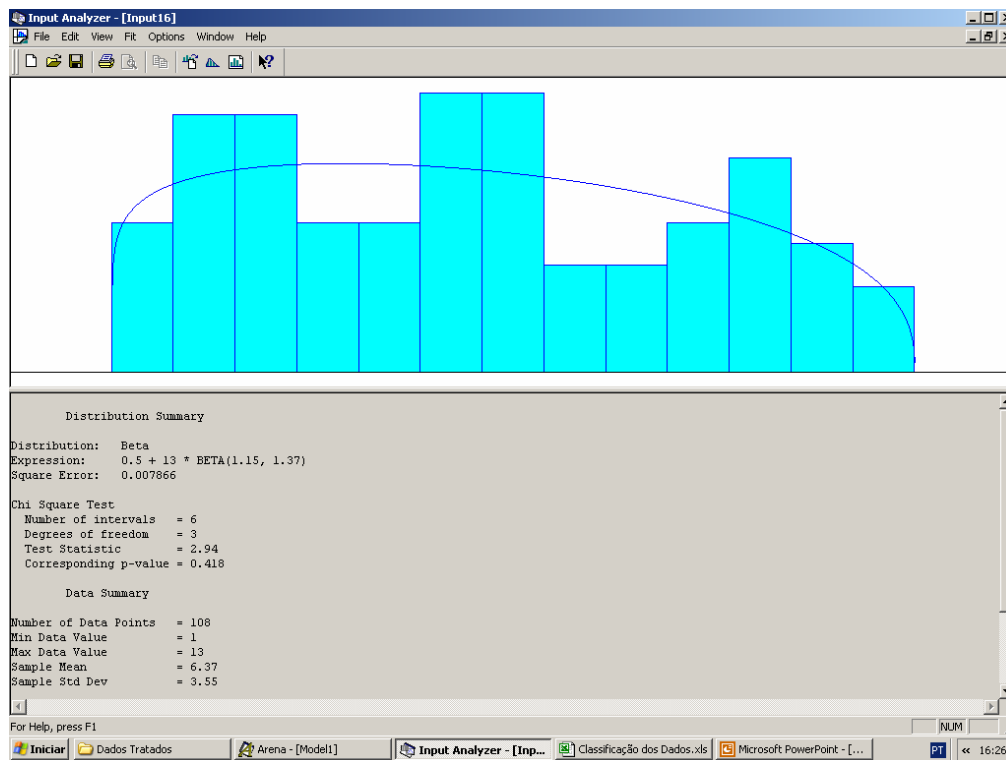 Input Analyzer - [Input16]
File Edit View Fit Options Window Help
Distribution Summary
Distribution: Beta
Expression: 0.5 + 13 * BETA(1.15, 1.37)
Square Error: 0.007866
Chi Square Test
Number of intervals = 6
Degrees of freedom = 3
Test Statistic = 2.94
Corresponding p-value = 0.418
Data Summary
Number of Data Points = 108
Min Data Value = 1
Max Data Value = 13
Sample Mean = 6.37
Sample Std Dev = 3.55
For Help, press F1 NUM
Iniciar Dados Tratados Arena - [Model1] Input Analyzer - [Inp... Classificação dos Dados.xls Microsoft PowerPoint - [... PT « 16:26